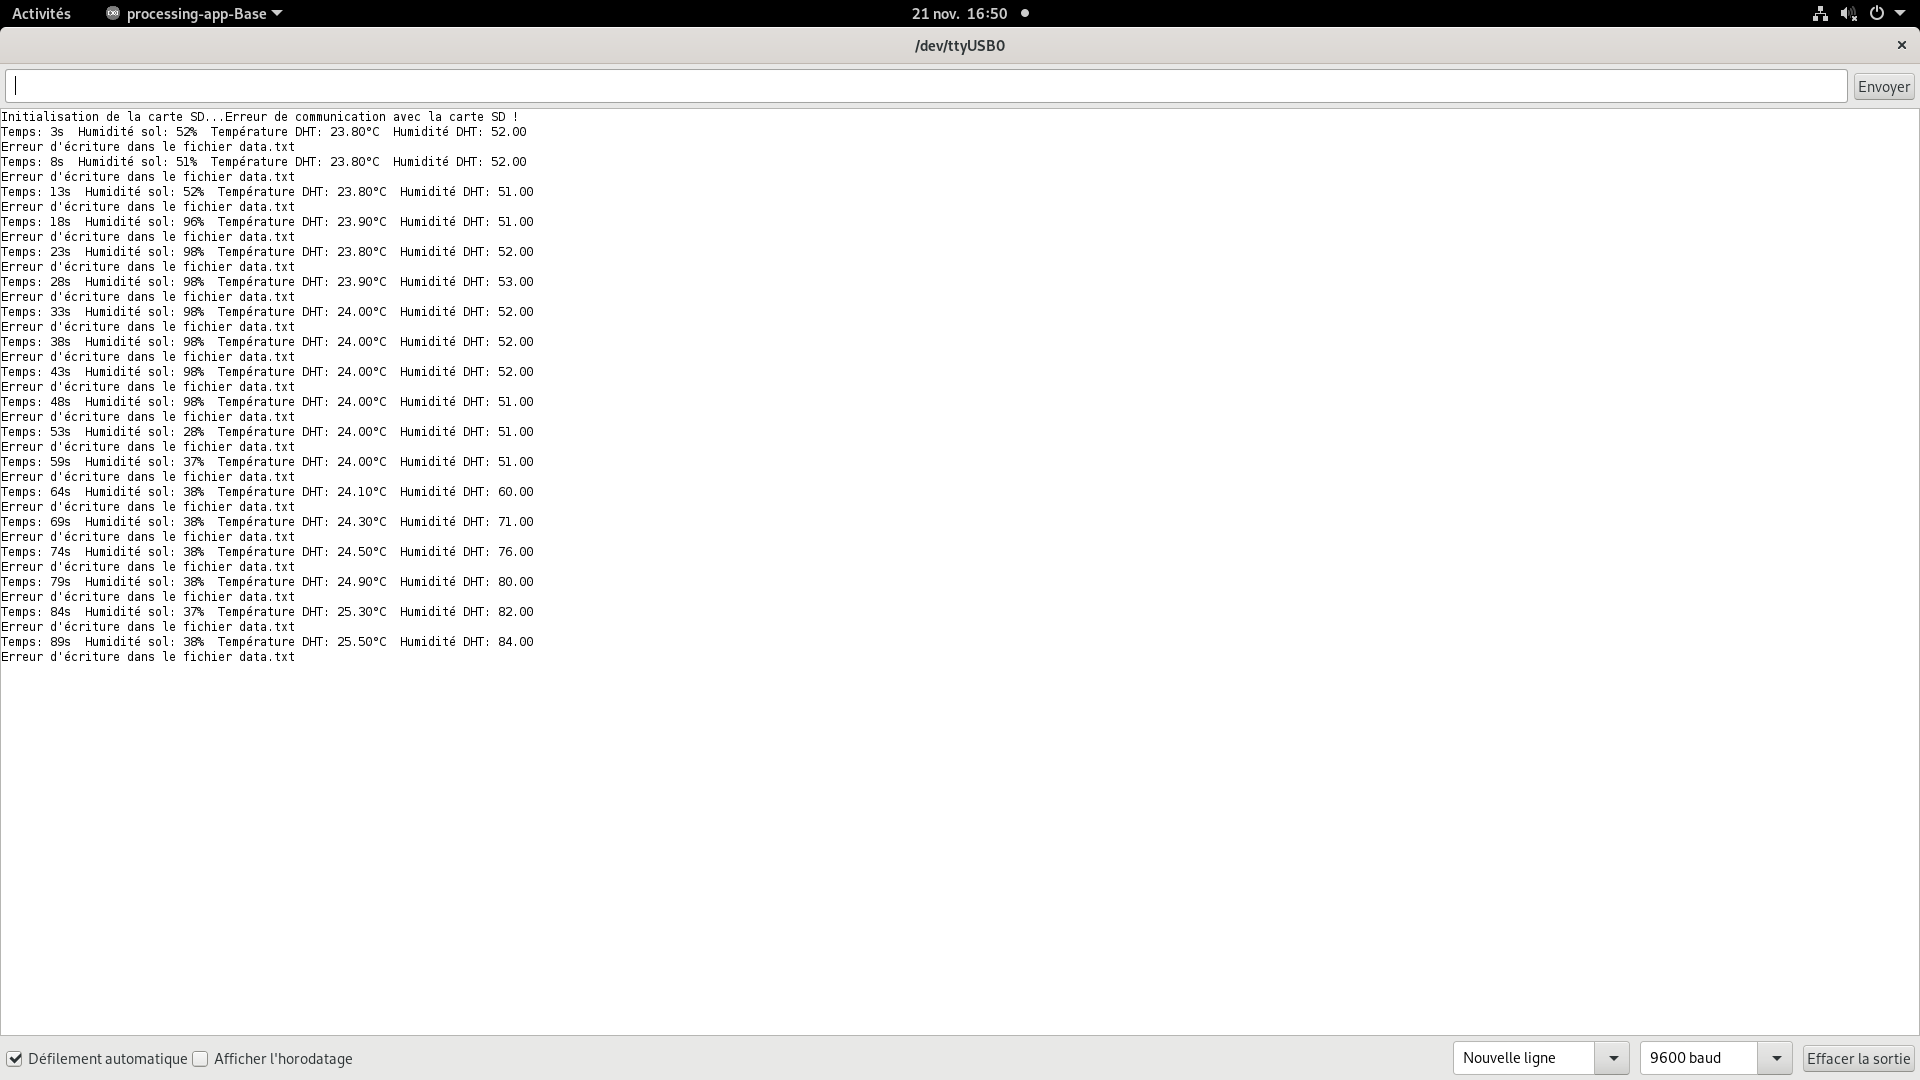 Activités processing-app-Base 21 nov. 16:50
/dev/ttyUSB0
Envoyer
Initialisation de la carte SD...Erreur de communication avec la carte SD !
Temps: 3s  Humidité sol: 52%  Température DHT: 23.80°C  Humidité DHT: 52.00
Erreur d'écriture dans le fichier data.txt
Temps: 8s  Humidité sol: 51%  Température DHT: 23.80°C  Humidité DHT: 52.00
Erreur d'écriture dans le fichier data.txt
Temps: 13s  Humidité sol: 52%  Température DHT: 23.80°C  Humidité DHT: 51.00
Erreur d'écriture dans le fichier data.txt
Temps: 18s  Humidité sol: 96%  Température DHT: 23.90°C  Humidité DHT: 51.00
Erreur d'écriture dans le fichier data.txt
Temps: 23s  Humidité sol: 98%  Température DHT: 23.80°C  Humidité DHT: 52.00
Erreur d'écriture dans le fichier data.txt
Temps: 28s  Humidité sol: 98%  Température DHT: 23.90°C  Humidité DHT: 53.00
Erreur d'écriture dans le fichier data.txt
Temps: 33s  Humidité sol: 98%  Température DHT: 24.00°C  Humidité DHT: 52.00
Erreur d'écriture dans le fichier data.txt
Temps: 38s  Humidité sol: 98%  Température DHT: 24.00°C  Humidité DHT: 52.00
Erreur d'écriture dans le fichier data.txt
Temps: 43s  Humidité sol: 98%  Température DHT: 24.00°C  Humidité DHT: 52.00
Erreur d'écriture dans le fichier data.txt
Temps: 48s  Humidité sol: 98%  Température DHT: 24.00°C  Humidité DHT: 51.00
Erreur d'écriture dans le fichier data.txt
Temps: 53s  Humidité sol: 28%  Température DHT: 24.00°C  Humidité DHT: 51.00
Erreur d'écriture dans le fichier data.txt
Temps: 59s  Humidité sol: 37%  Température DHT: 24.00°C  Humidité DHT: 51.00
Erreur d'écriture dans le fichier data.txt
Temps: 64s  Humidité sol: 38%  Température DHT: 24.10°C  Humidité DHT: 60.00
Erreur d'écriture dans le fichier data.txt
Temps: 69s  Humidité sol: 38%  Température DHT: 24.30°C  Humidité DHT: 71.00
Erreur d'écriture dans le fichier data.txt
Temps: 74s  Humidité sol: 38%  Température DHT: 24.50°C  Humidité DHT: 76.00
Erreur d'écriture dans le fichier data.txt
Temps: 79s  Humidité sol: 38%  Température DHT: 24.90°C  Humidité DHT: 80.00
Erreur d'écriture dans le fichier data.txt
Temps: 84s  Humidité sol: 37%  Température DHT: 25.30°C  Humidité DHT: 82.00
Erreur d'écriture dans le fichier data.txt
Temps: 89s  Humidité sol: 38%  Température DHT: 25.50°C  Humidité DHT: 84.00
Erreur d'écriture dans le fichier data.txt
Défilement automatique Afficher l'horodatage Nouvelle ligne 9600 baud Effacer la sortie